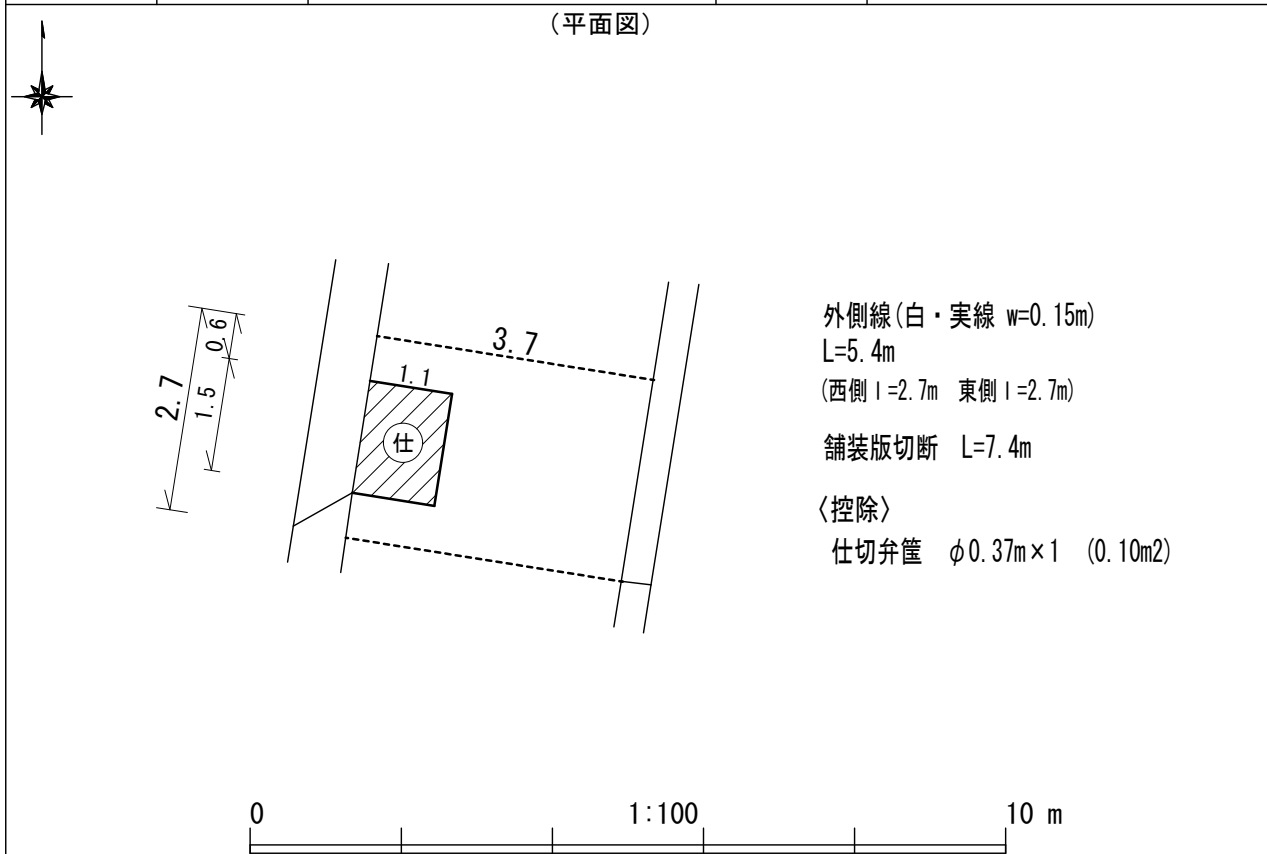 (平面図)
3.7
0.6
1.1
2.7
1.5
仕
外側線(白・実線 w=0.15m)
L=5.4m
(西側 l=2.7m 東側 l=2.7m)
舗装版切断 L=7.4m
〈控除〉
仕切弁筐 φ0.37m×1 (0.10m2)
0 1:100 10 m